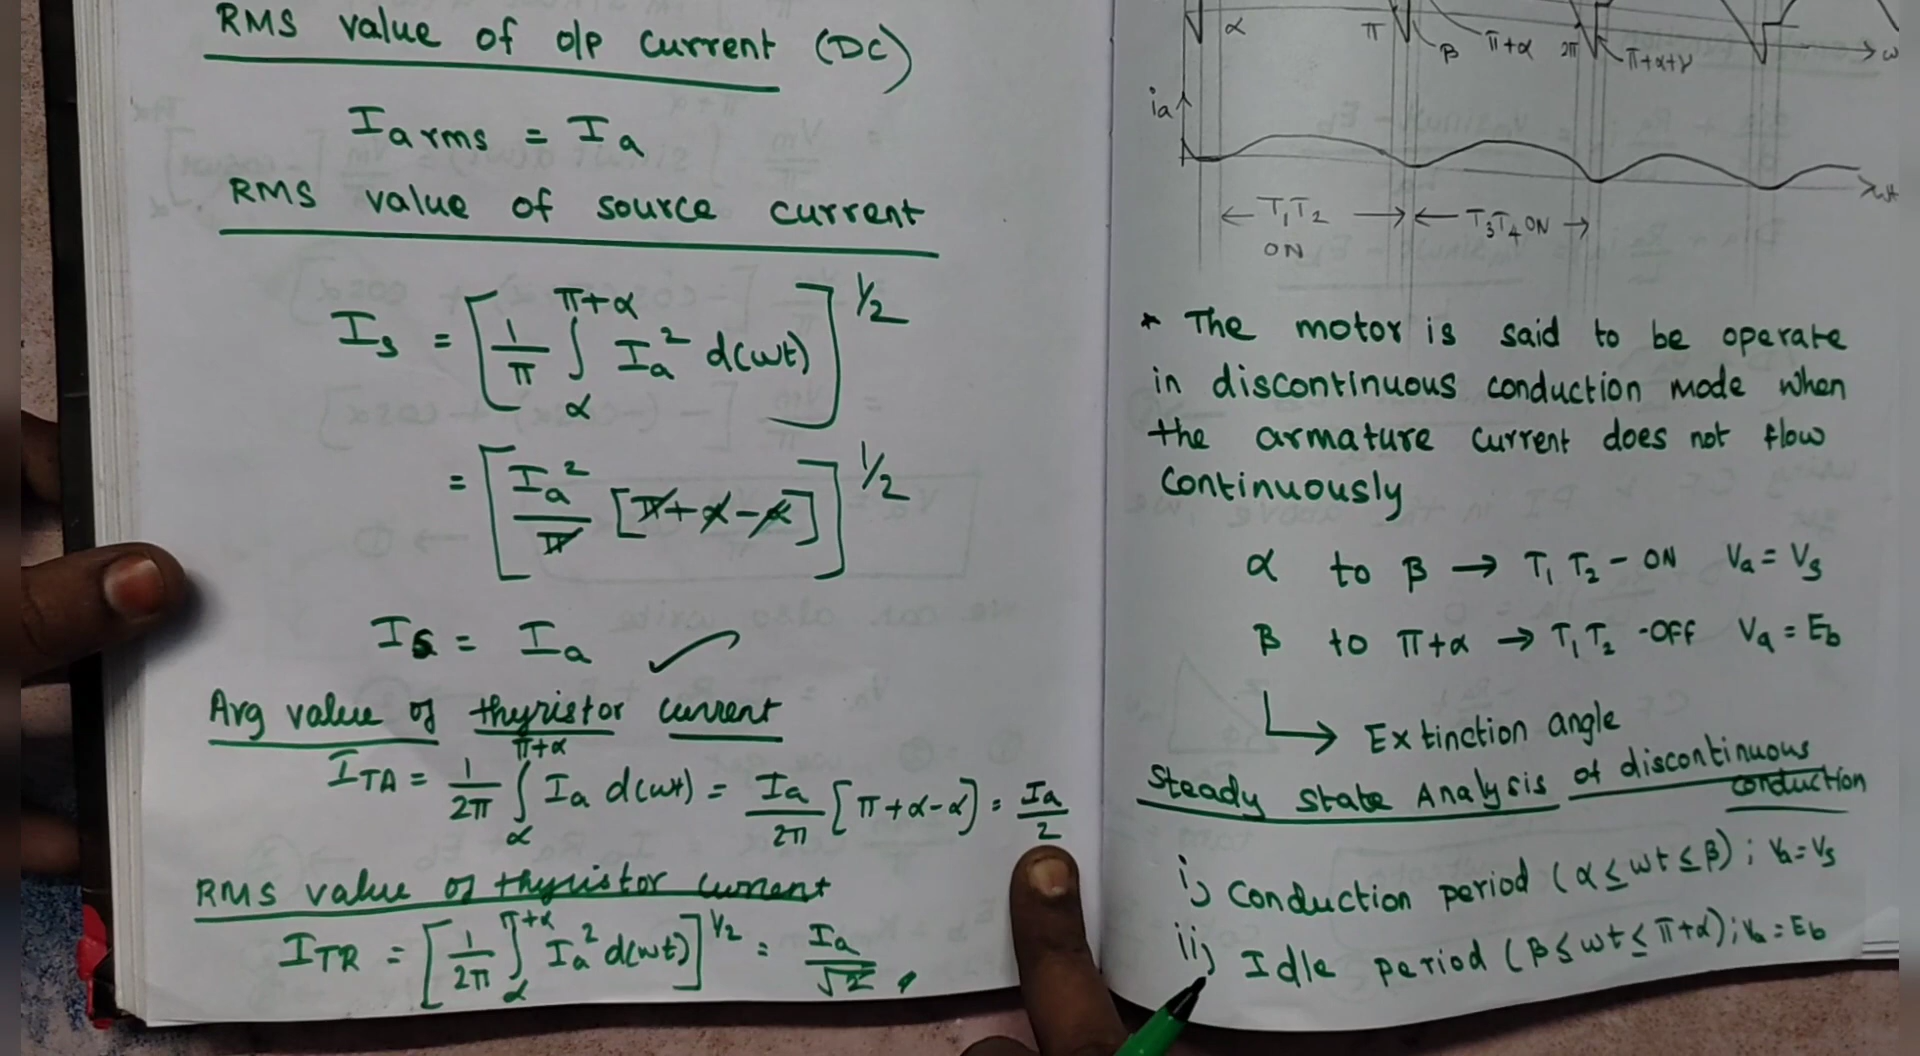 RMS value of o/p current (DC)
Ia rms = Ia
RMS value of source current
Is = [1/π ∫_α^{π+α} Ia² d(ωt)]^{1/2}
= [Ia²/π [π+α-α]]^{1/2}
Is = Ia ✓
Avg value of thyristor current
I_TA = 1/2π ∫_α^{π+α} Ia d(ωt) = Ia/2π [π+α-α] = Ia/2
RMS value of thyristor current
I_TR = [1/2π ∫_α^{π+α} Ia² d(ωt)]^{1/2} = Ia/√2
α π β π+α 2π π+α+γ ω
ia
ωt
T₁T₂ ON
T₃T₄ ON
* The motor is said to be operate
in discontinuous conduction mode when
the armature current does not flow
continuously
α to β → T₁ T₂ - ON Va = Vs
β to π+α → T₁ T₂ - OFF Va = Eb
→ Extinction angle
Steady State Analysis of discontinuous
conduction
i) Conduction period (α ≤ ωt ≤ β) ; Va = Vs
ii) Idle period (β ≤ ωt ≤ π+α) ; Va = Eb